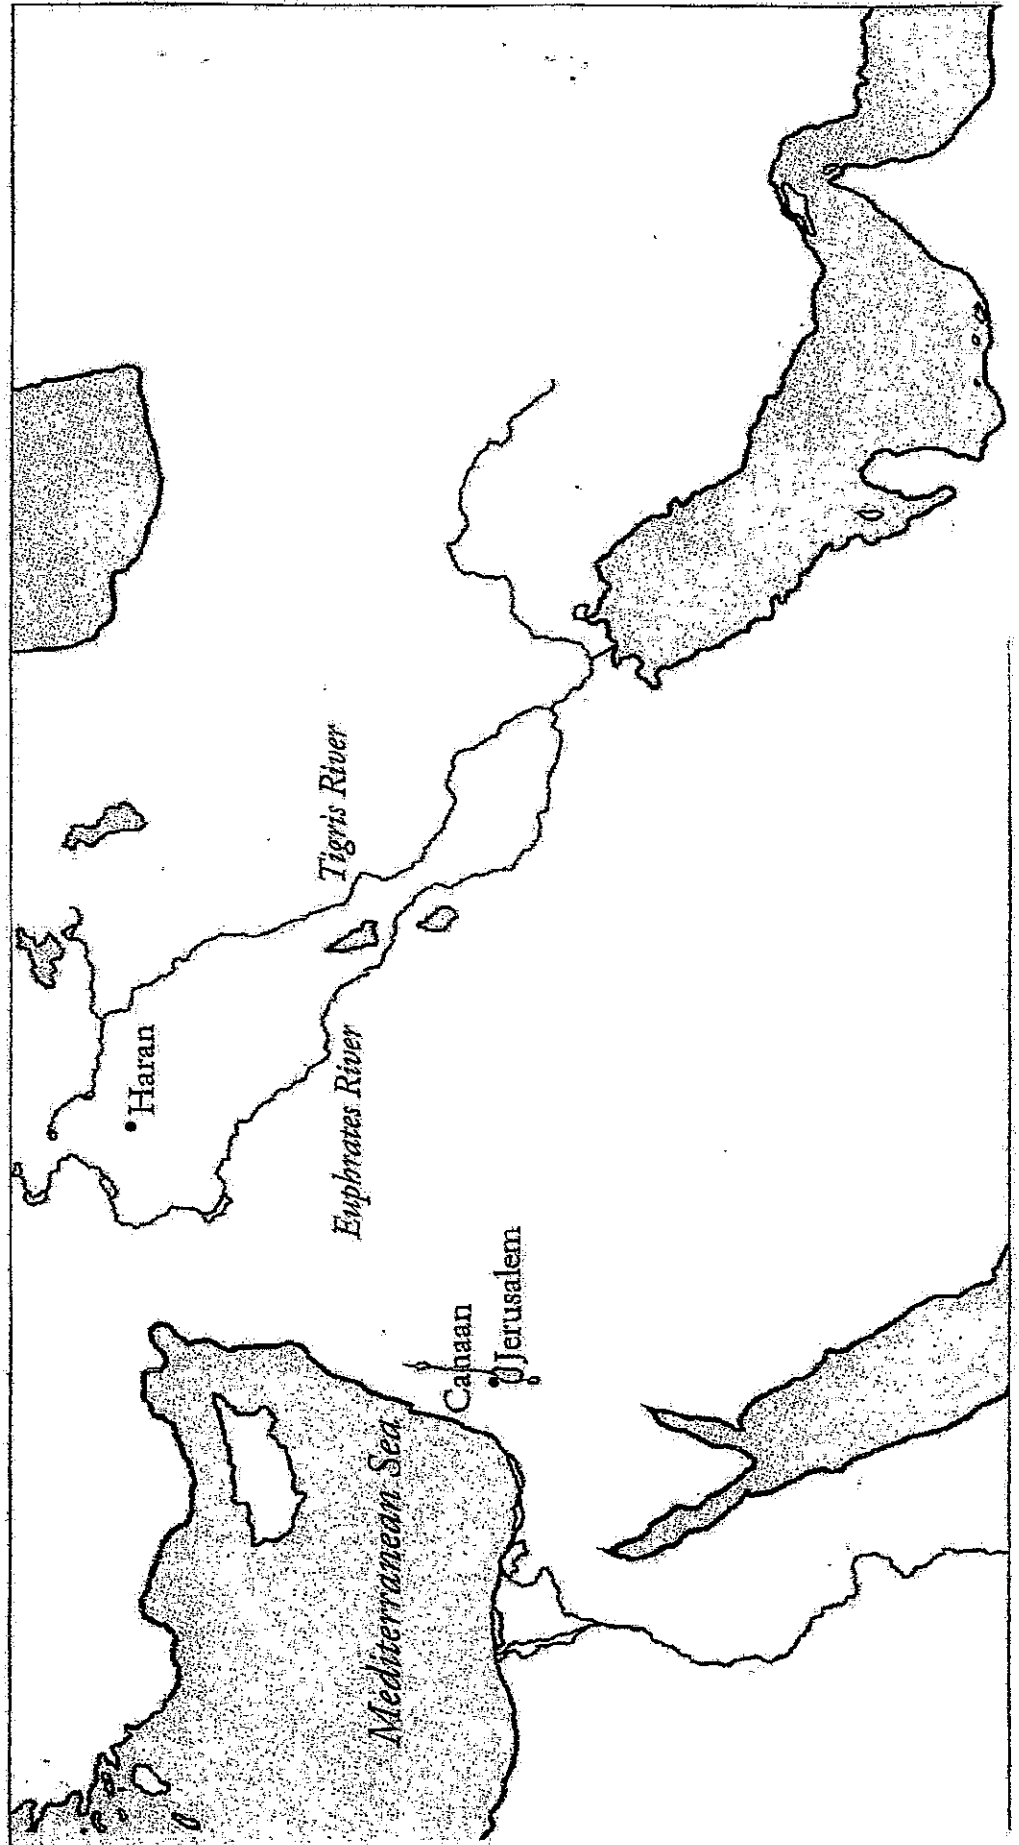 Haran
Tigris River
Euphrates River
Mediterranean Sea
Canaan
Jerusalem